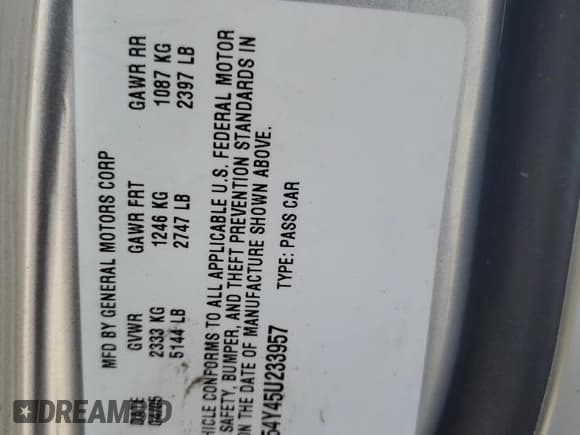 MFD BY GENERAL MOTORS CORP
DATE GVWR GAWR FRT GAWR RR
2333 KG 1246 KG 1087 KG
5144 LB 2747 LB 2397 LB
HICLE CONFORMS TO ALL APPLICABLE U.S. FEDERAL MOTOR
SAFETY, BUMPER, AND THEFT PREVENTION STANDARDS IN
ON THE DATE OF MANUFACTURE SHOWN ABOVE.
54Y45U233957 TYPE: PASS CAR
DREAMBID